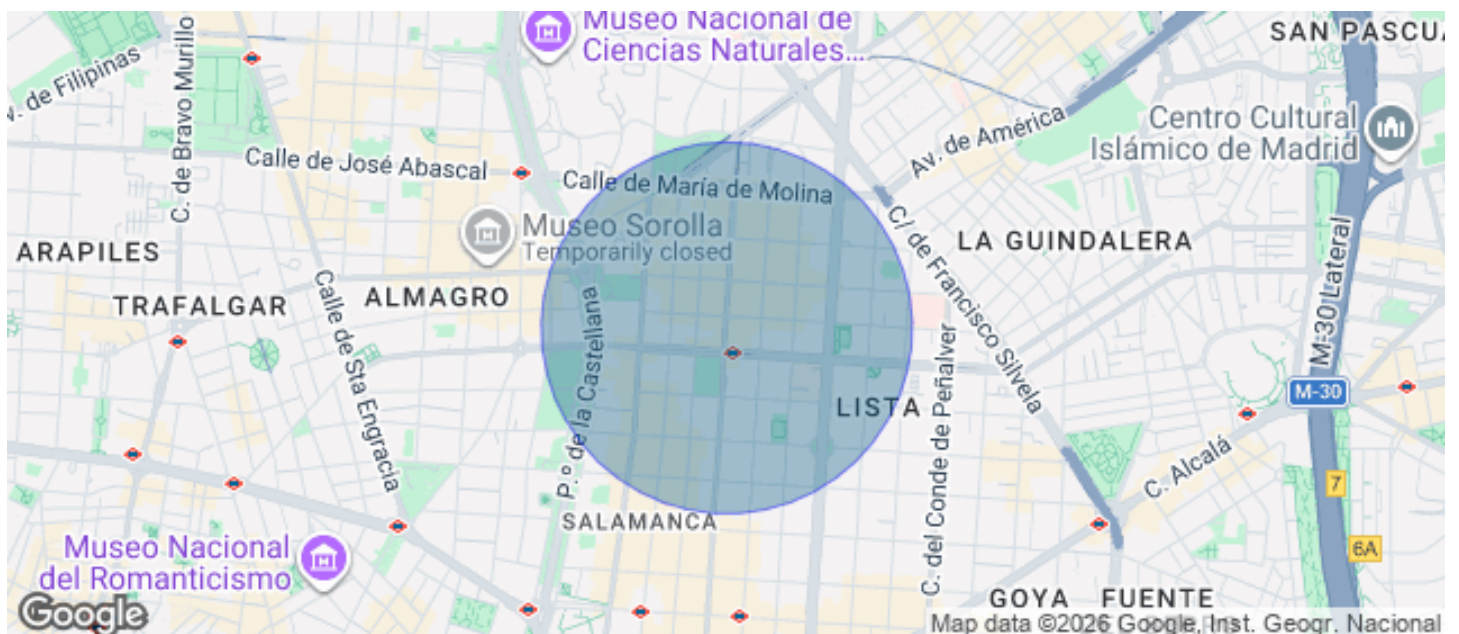 Museo Nacional de
Ciencias Naturales...
SAN PASCUA
Av. de Filipinas
C. de Bravo Murillo
Centro Cultural
Islámico de Madrid
Av. de América
Calle de José Abascal
Calle de María de Molina
Museo Sorolla
Temporarily closed
C/ de Francisco Silvela
LA GUINDALERA
ARAPILES
TRAFALGAR
ALMAGRO
Calle de Sta Engracia
P.º de la Castellana
M-30 Lateral
M-30
LISTA
C. del Conde de Peñalver
C. Alcalá
7
SALAMANCA
6A
Museo Nacional
del Romanticismo
GOYA
FUENTE
Google
Map data ©2026 Google, Inst. Geogr. Nacional